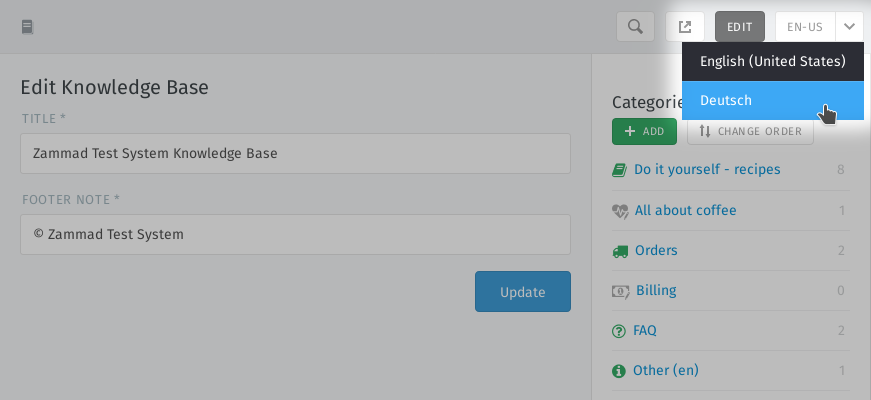 EDIT
EN-US
English (United States)
Deutsch
Edit Knowledge Base
TITLE *
Zammad Test System Knowledge Base
FOOTER NOTE *
© Zammad Test System
Update
ADD
CHANGE ORDER
Do it yourself - recipes 8
All about coffee 1
Orders 2
Billing 0
FAQ 2
Other (en) 1